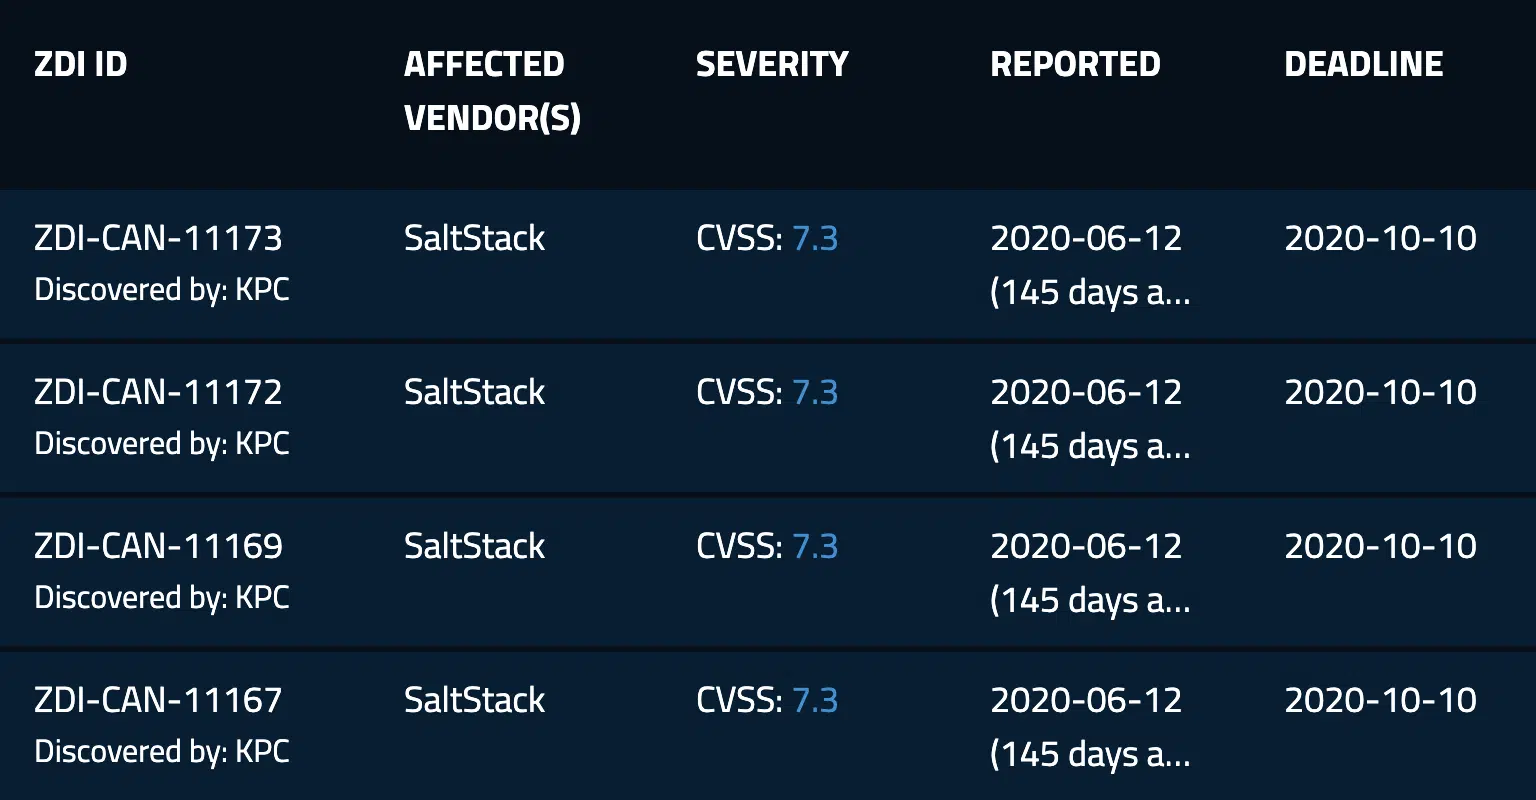 ZDI ID AFFECTED VENDOR(S) SEVERITY REPORTED DEADLINE
ZDI-CAN-11173 SaltStack CVSS: 7.3 2020-06-12 2020-10-10
Discovered by: KPC (145 days a...
ZDI-CAN-11172 SaltStack CVSS: 7.3 2020-06-12 2020-10-10
Discovered by: KPC (145 days a...
ZDI-CAN-11169 SaltStack CVSS: 7.3 2020-06-12 2020-10-10
Discovered by: KPC (145 days a...
ZDI-CAN-11167 SaltStack CVSS: 7.3 2020-06-12 2020-10-10
Discovered by: KPC (145 days a...